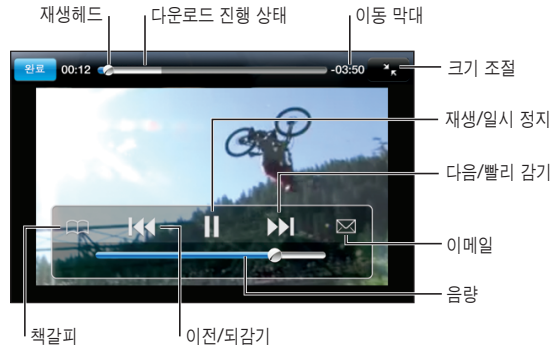 재생헤드
다운로드 진행 상태
이동 막대
완료
00:12
-03:50
크기 조절
재생/일시 정지
다음/빨리 감기
이메일
음량
책갈피
이전/되감기